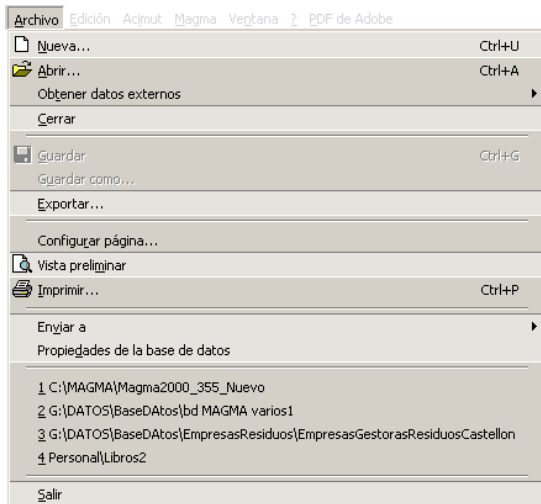 Archivo Edición Acimut Magma Ventana ? PDF de Adobe
Nueva... Ctrl+U
Abrir... Ctrl+A
Obtener datos externos
Cerrar
Guardar Ctrl+G
Guardar como...
Exportar...
Configurar página...
Vista preliminar
Imprimir... Ctrl+P
Enviar a
Propiedades de la base de datos
1 C:\MAGMA\Magma2000_355_Nuevo
2 G:\DATOS\BaseDAtos\bd MAGMA varios1
3 G:\DATOS\BaseDAtos\EmpresasResiduos\EmpresasGestorasResiduosCastellon
4 Personal\Libros2
Salir